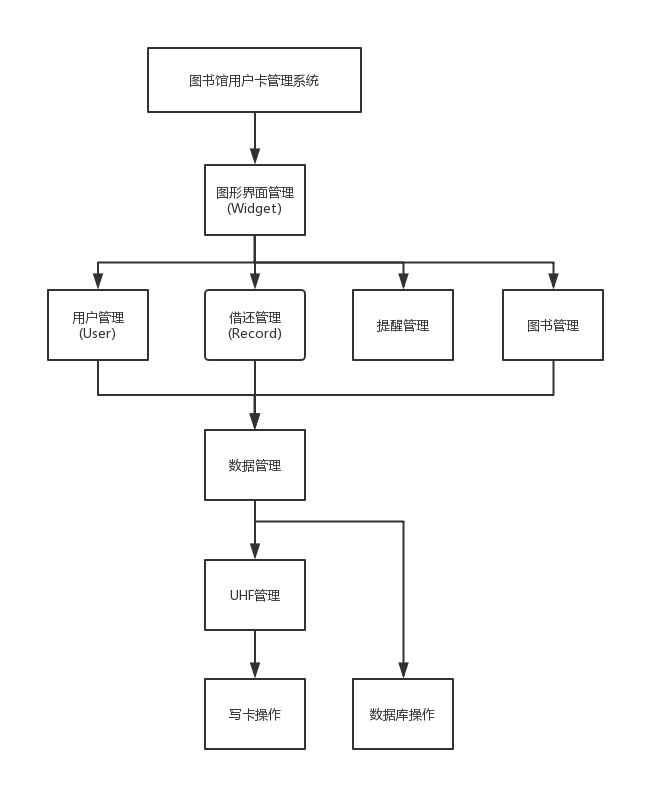 图书馆用户卡管理系统
图形界面管理
(Widget)
用户管理
(User)
借还管理
(Record)
提醒管理
图书管理
数据管理
UHF管理
写卡操作
数据库操作